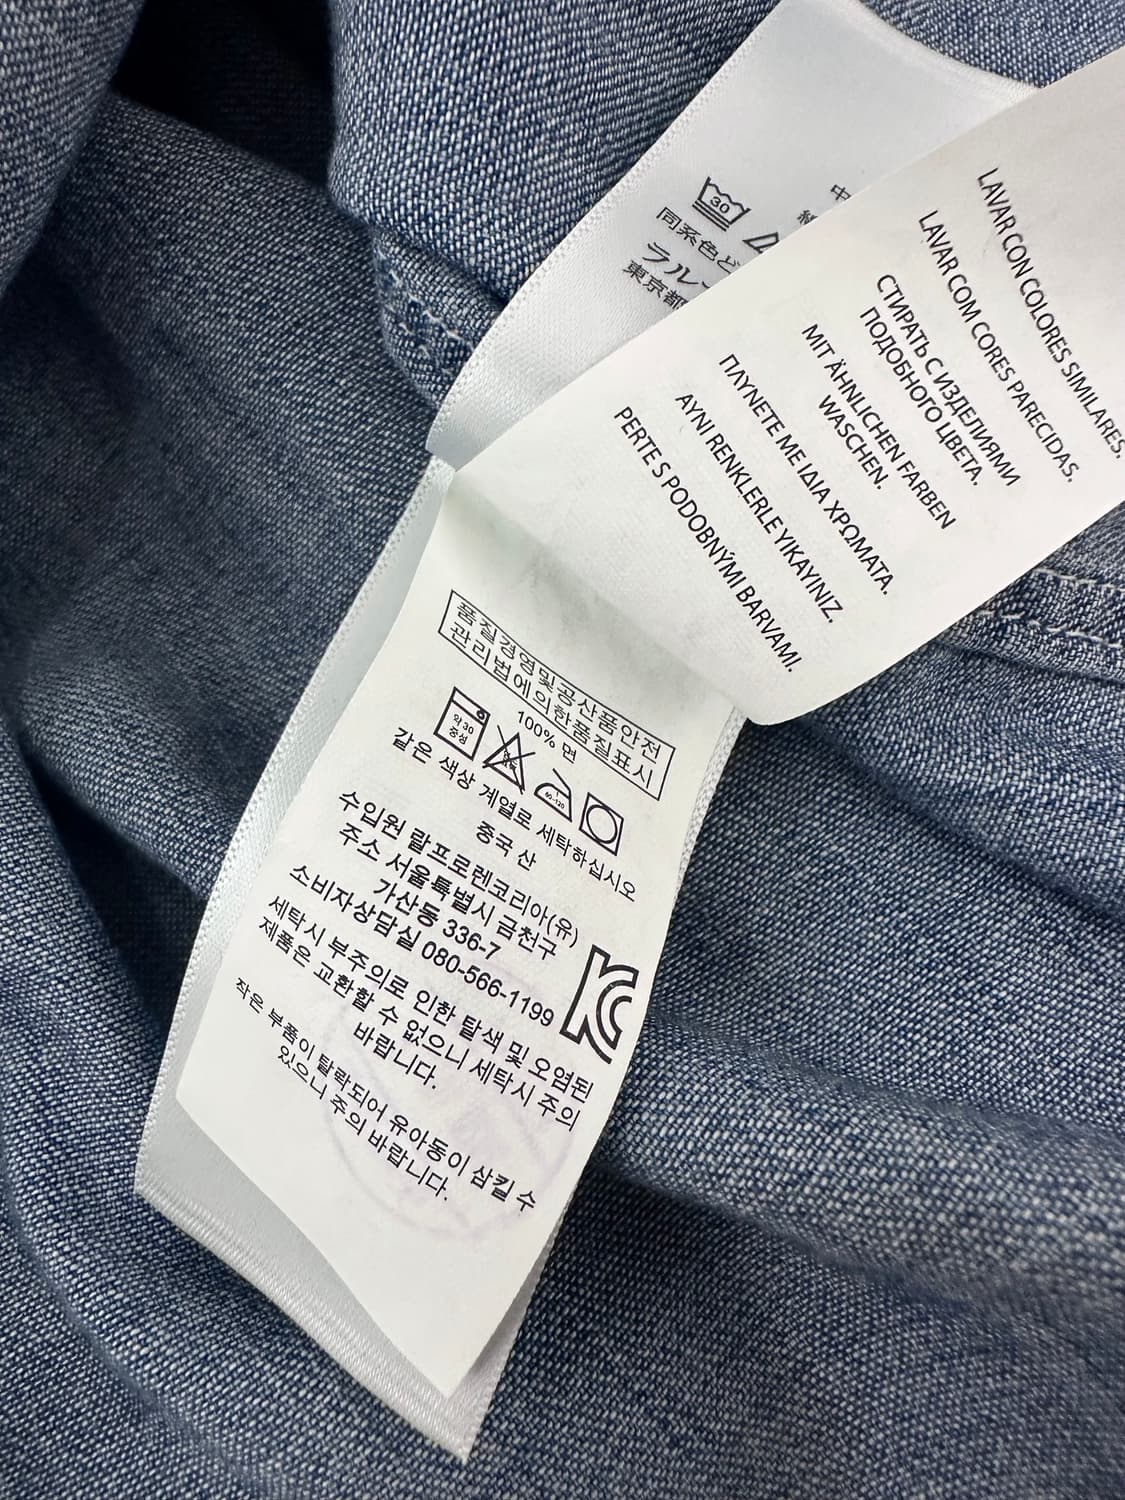 30
同系色ど
東京都
LAVAR CON COLORES SIMILARES.
LAVAR COM CORES PARECIDAS.
СТИРАТЬ С ИЗДЕЛИЯМИ
ПОДОБНОГО ЦВЕТА.
MIT ÄHNLICHEN FARBEN
WASCHEN.
ΠΛΥΝΕΤΕ ΜΕ ΙΔΙΑ ΧΡΩΜΑΤΑ.
AYNI RENKLERLE YIKAYINIZ.
PERTE S PODOBNÝMI BARVAMI.
품질경영및공산품안전
관리법에의한품질표시
100% 면
약 30
중성
같은 색상 계열로 세탁하십시오
중국 산
수입원 랄프로렌코리아(유)
주소 서울특별시 금천구
가산동 336-7
소비자상담실 080-566-1199
세탁시 부주의로 인한 탈색 및 오염된
제품은 교환할 수 없으니 세탁시 주의
바랍니다.
작은 부품이 탈락되어 유아동이 삼킬 수
있으니 주의 바랍니다.